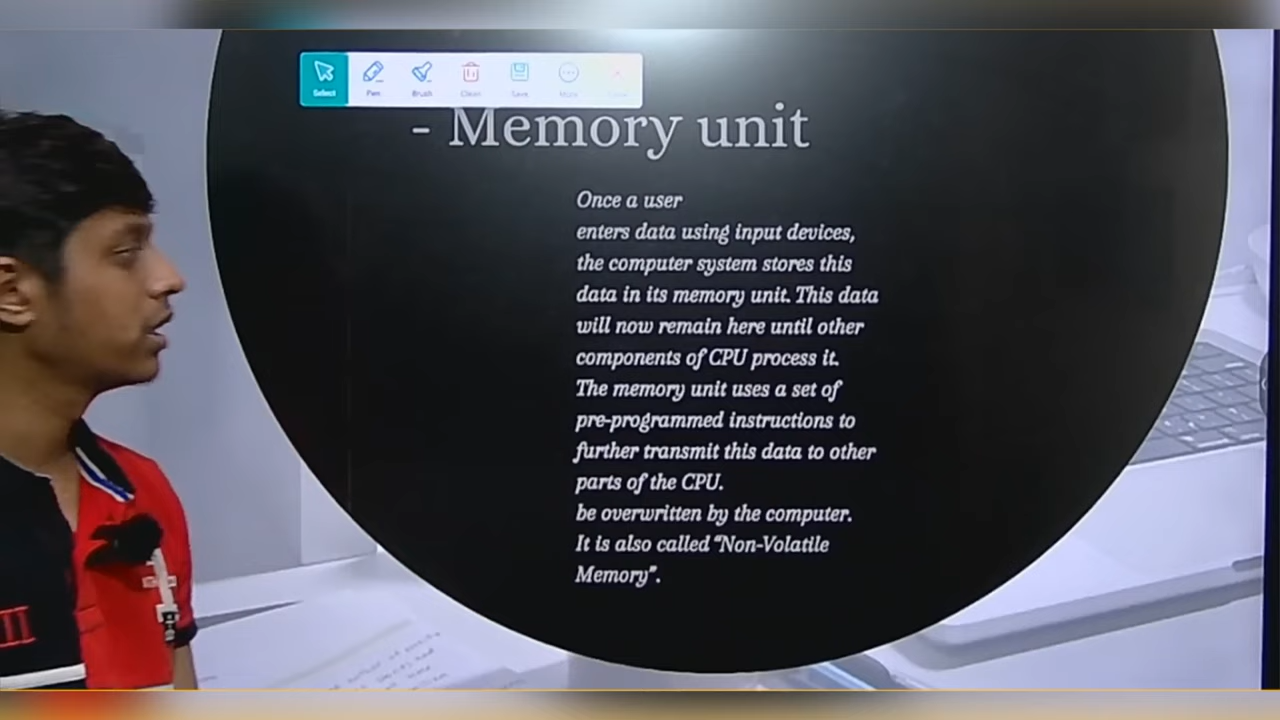 Select
Pen
Brush
Clean
Save
More
- Memory unit
Once a user
enters data using input devices,
the computer system stores this
data in its memory unit. This data
will now remain here until other
components of CPU process it.
The memory unit uses a set of
pre-programmed instructions to
further transmit this data to other
parts of the CPU.
be overwritten by the computer.
It is also called “Non-Volatile
Memory”.
III